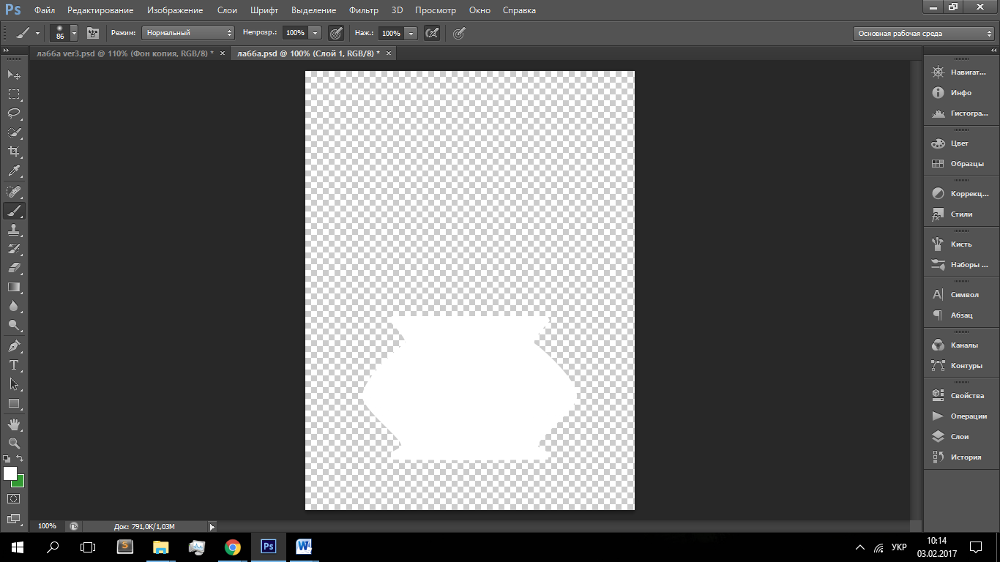 Ps Файл Редактирование Изображение Слои Шрифт Выделение Фильтр 3D Просмотр Окно Справка
86 Режим: Нормальный Непрозр.: 100% Наж.: 100% Основная рабочая среда
лабба ver3.psd @ 110% (Фон копия, RGB/8) * × лабба.psd @ 100% (Слой 1, RGB/8) * ×
Навигат...
Инфо
Гистогра...
Цвет
Образцы
Коррекц...
Стили
Кисть
Наборы ...
Символ
Абзац
Каналы
Контуры
Свойства
Операции
Слои
История
100% Док: 791,0K/1,03M
УКР 10:14
03.02.2017